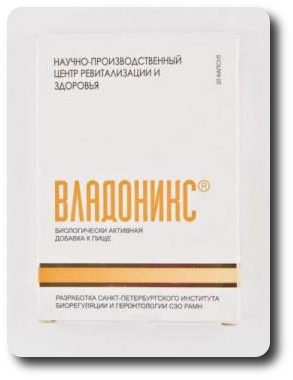 НАУЧНО-ПРОИЗВОДСТВЕННЫЙ
ЦЕНТР РЕВИТАЛИЗАЦИИ И
ЗДОРОВЬЯ
20 КАПСУЛ
ВЛАДОНИКС®
БИОЛОГИЧЕСКИ АКТИВНАЯ
ДОБАВКА К ПИЩЕ
РАЗРАБОТКА САНКТ-ПЕТЕРБУРГСКОГО ИНСТИТУТА
БИОРЕГУЛЯЦИИ И ГЕРОНТОЛОГИИ СЗО РАМН